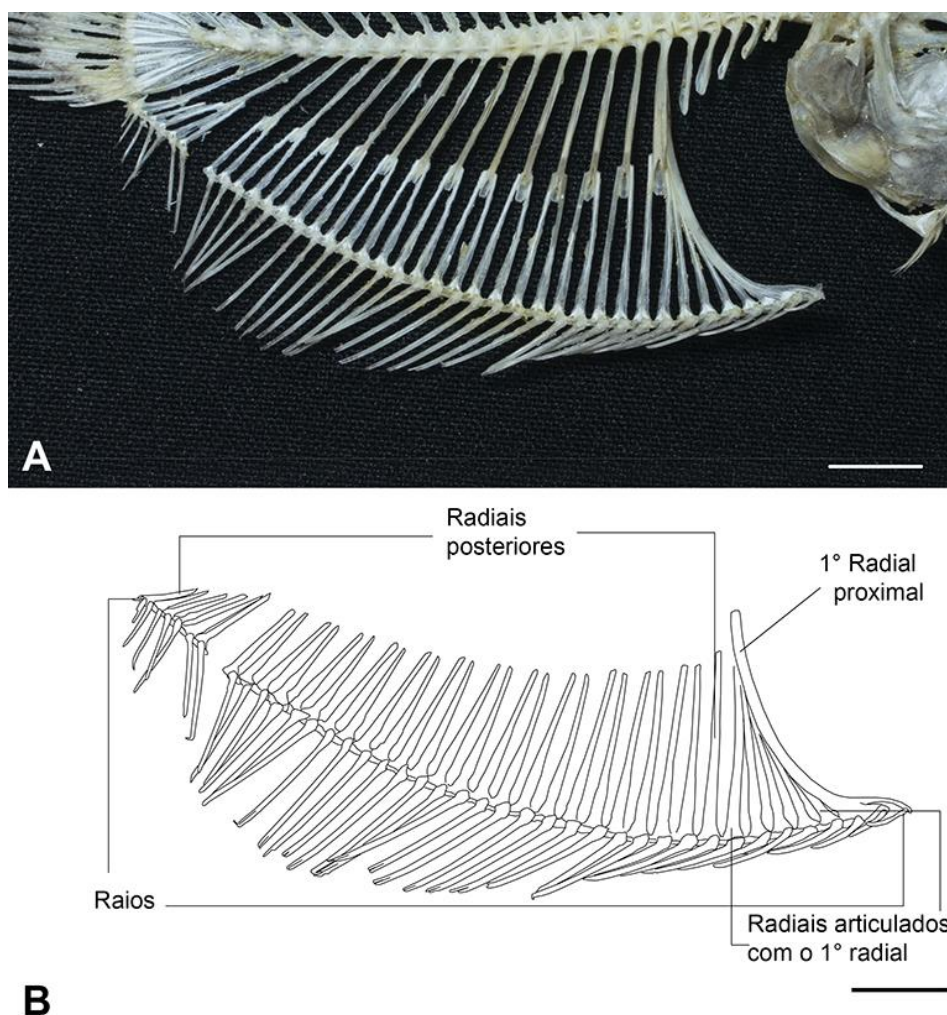 A
Radiais
posteriores
1° Radial
proximal
Raios
Radiais articulados
com o 1° radial
B